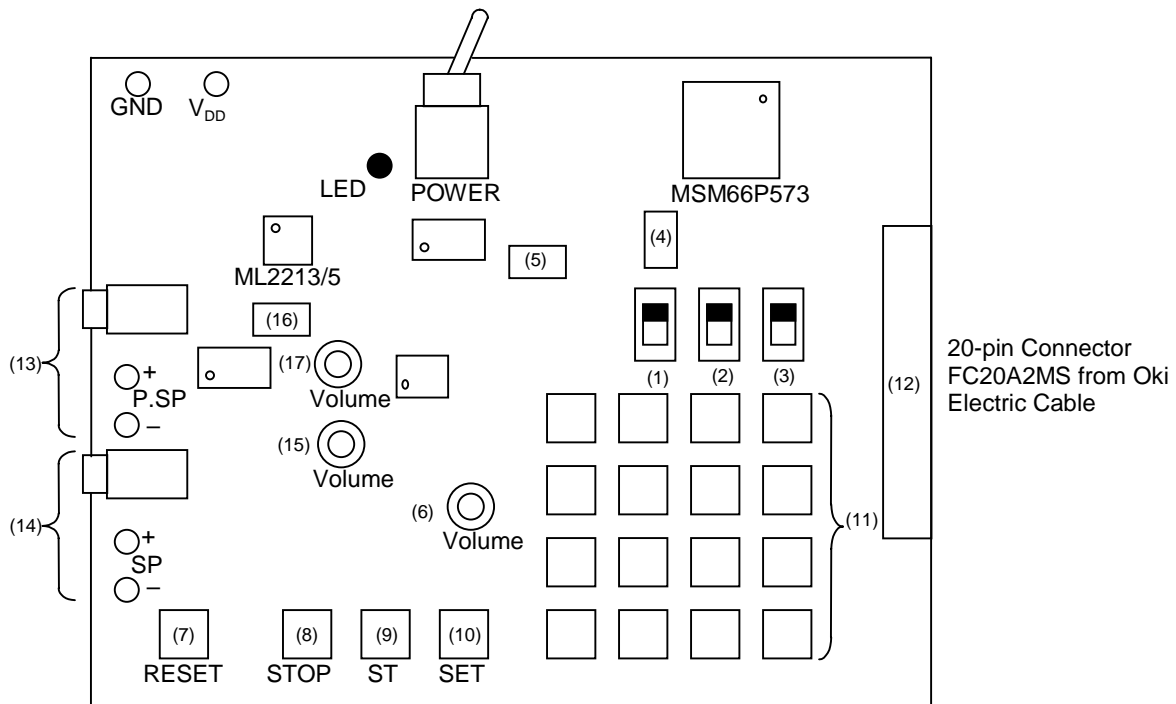 GND
VDD
LED
POWER
MSM66P573
ML2213/5
(4)
(5)
(16)
(13)
(17)
Volume
(1)
(2)
(3)
+
P.SP
−
(15)
Volume
(12)
20-pin Connector
FC20A2MS from Oki
Electric Cable
(14)
(6)
Volume
(11)
+
SP
−
(7)
(8)
(9)
(10)
RESET
STOP
ST
SET